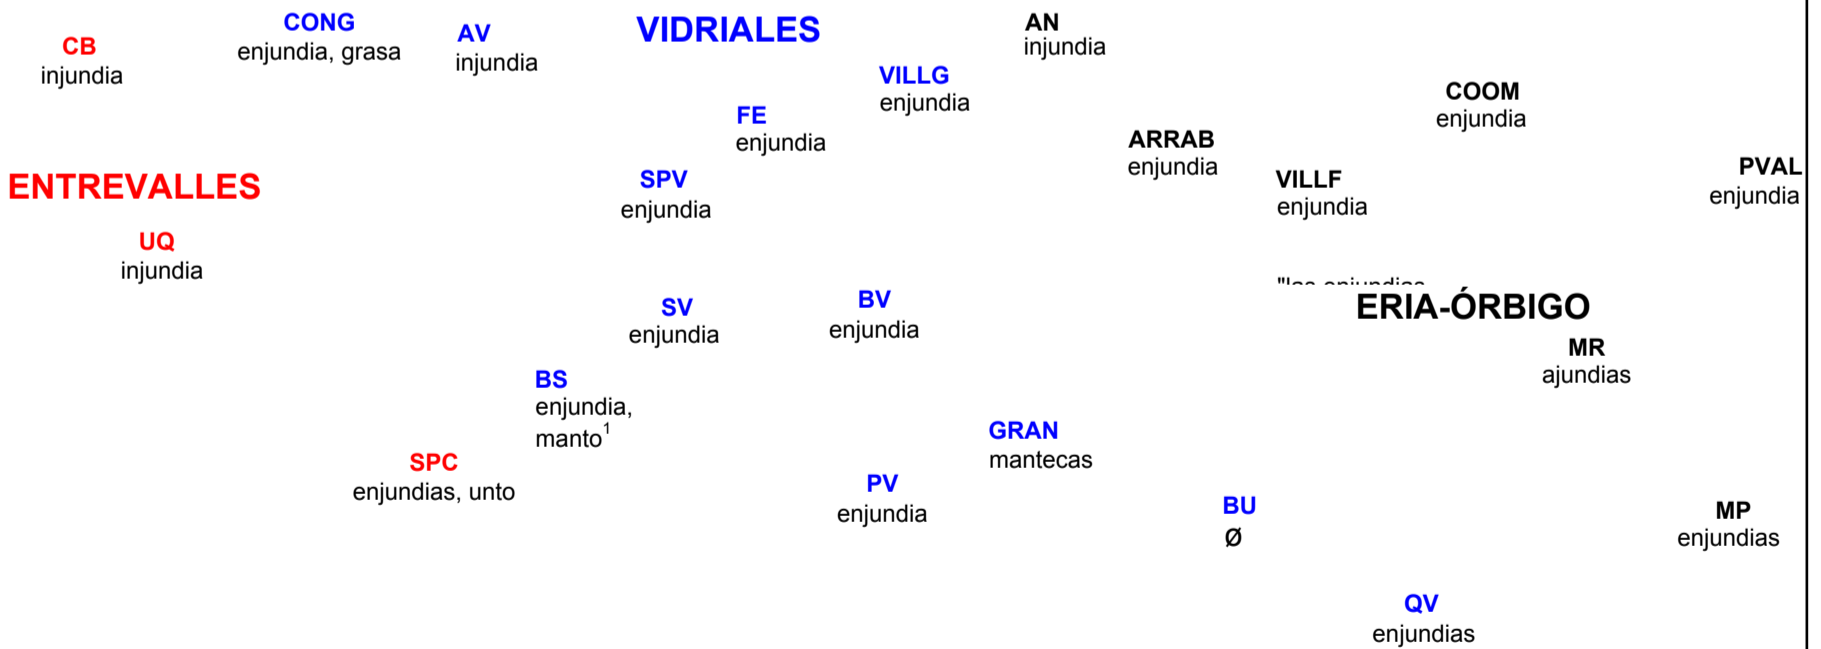 CONG
enjundia, grasa
AV
injundia
VIDRIALES
AN
injundia
CB
injundia
VILLG
enjundia
COOM
enjundia
FE
enjundia
ARRAB
enjundia
PVAL
enjundia
ENTREVALLES
SPV
enjundia
VILLF
enjundia
UQ
injundia
"las enjundias
ERIA-ÓRBIGO
SV
enjundia
BV
enjundia
MR
ajundias
BS
enjundia,
manto¹
GRAN
mantecas
SPC
enjundias, unto
PV
enjundia
BU
Ø
MP
enjundias
QV
enjundias